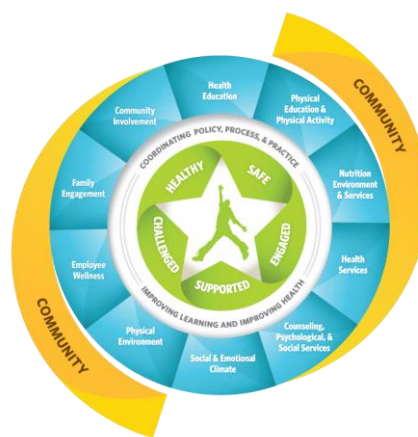 COMMUNITY
Health
Education
Physical
Education &
Physical Activity
Nutrition
Environment
& Services
Health
Services
Counseling,
Psychological, &
Social Services
Social & Emotional
Climate
Physical
Environment
Employee
Wellness
Family
Engagement
Community
Involvement
COORDINATING POLICY, PROCESS, & PRACTICE
IMPROVING LEARNING AND IMPROVING HEALTH
HEALTHY
SAFE
ENGAGED
SUPPORTED
CHALLENGED
COMMUNITY